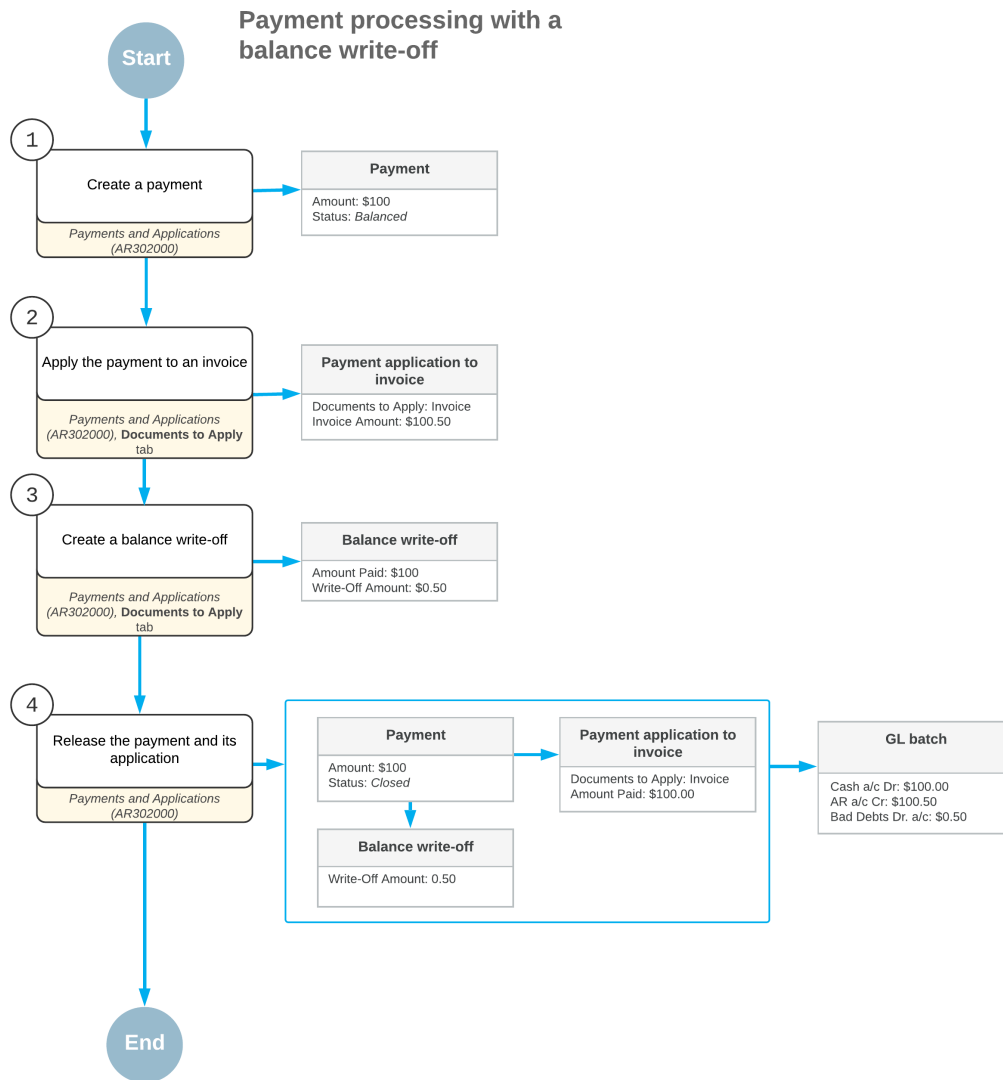 Payment processing with a
balance write-off
Start
1
Create a payment
Payments and Applications
(AR302000)
Payment
Amount: $100
Status: Balanced
2
Apply the payment to an invoice
Payments and Applications
(AR302000), Documents to Apply
tab
Payment application to
invoice
Documents to Apply: Invoice
Invoice Amount: $100.50
3
Create a balance write-off
Payments and Applications
(AR302000), Documents to Apply
tab
Balance write-off
Amount Paid: $100
Write-Off Amount: $0.50
4
Release the payment and its
application
Payments and Applications
(AR302000)
Payment
Amount: $100
Status: Closed
Payment application to
invoice
Documents to Apply: Invoice
Amount Paid: $100.00
Balance write-off
Write-Off Amount: 0.50
GL batch
Cash a/c Dr: $100.00
AR a/c Cr: $100.50
Bad Debts Dr. a/c: $0.50
End